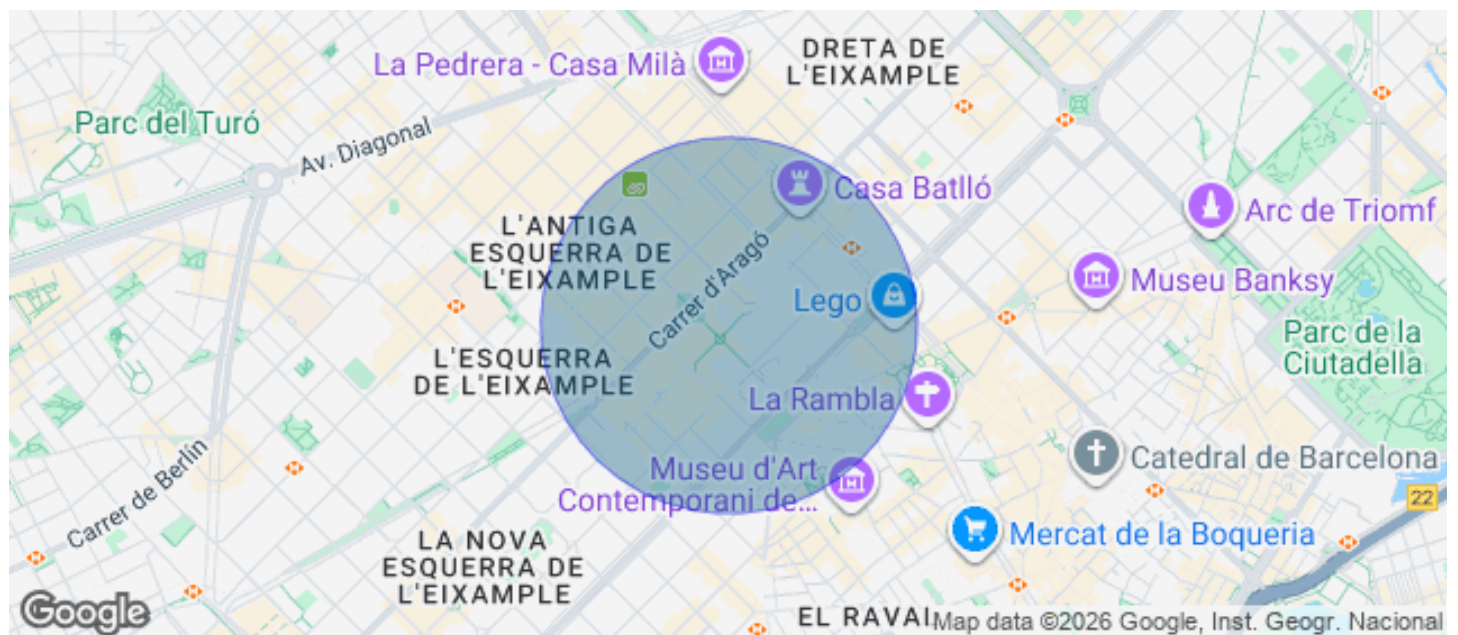 La Pedrera - Casa Milà
DRETA DE
L'EIXAMPLE
Parc del Turó
Av. Diagonal
Casa Batlló
Arc de Triomf
L'ANTIGA
ESQUERRA DE
L'EIXAMPLE
Carrer d'Aragó
Lego
Museu Banksy
Parc de la
Ciutadella
L'ESQUERRA
DE L'EIXAMPLE
La Rambla
Museu d'Art
Contemporani de...
Catedral de Barcelona
Carrer de Berlín
22
LA NOVA
ESQUERRA DE
L'EIXAMPLE
Mercat de la Boqueria
EL RAVAL
Google
Map data ©2026 Google, Inst. Geogr. Nacional